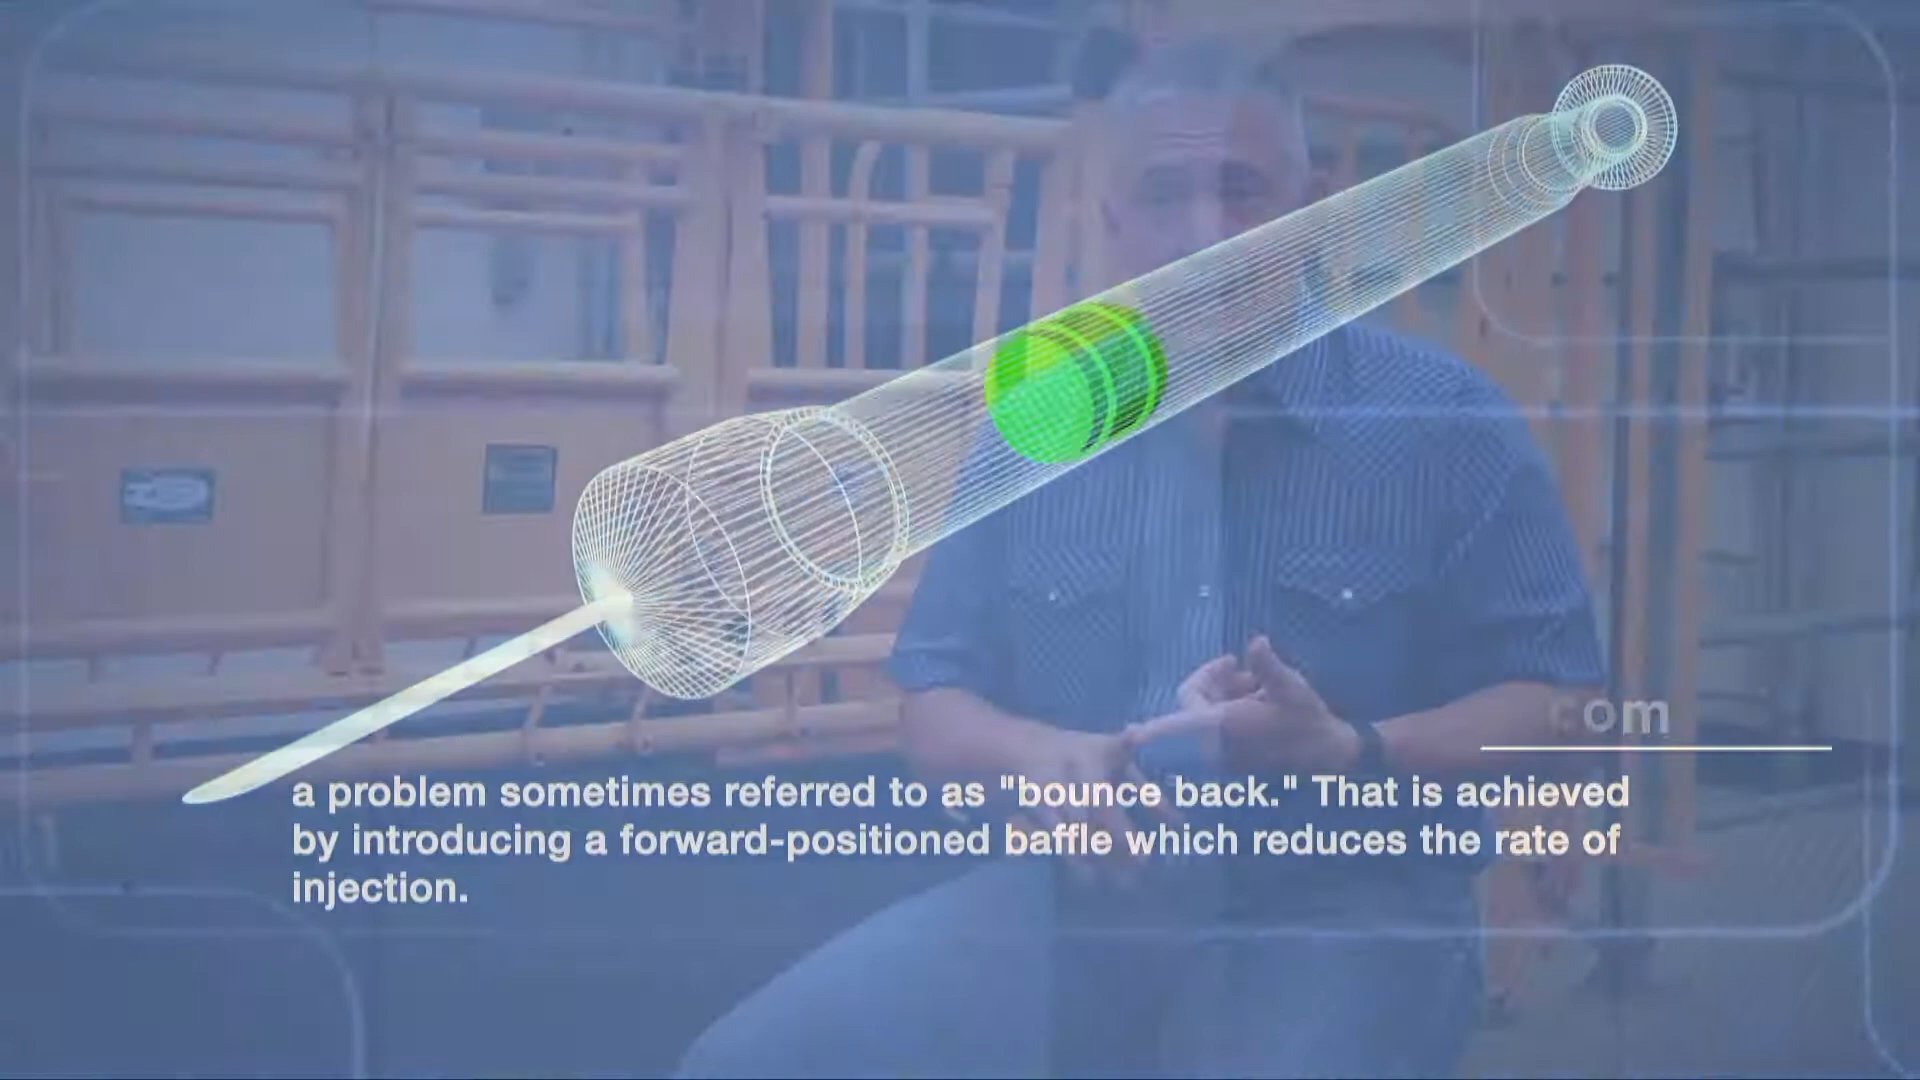 com
a problem sometimes referred to as "bounce back." That is achieved
by introducing a forward-positioned baffle which reduces the rate of
injection.